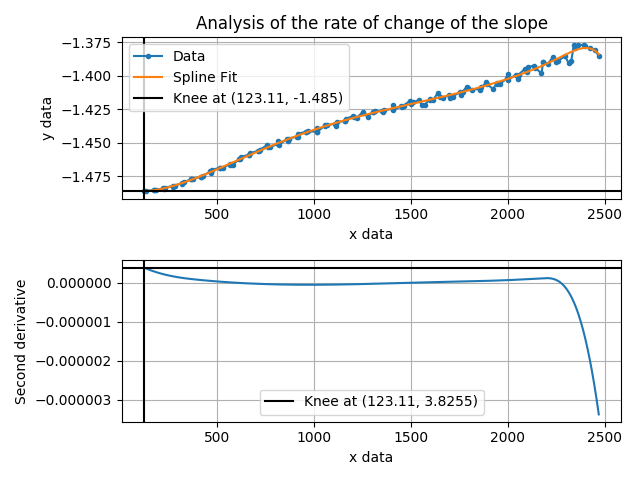 Analysis of the rate of change of the slope
y data
−1.375
−1.400
−1.425
−1.450
−1.475
Data
Spline Fit
Knee at (123.11, -1.485)
500
1000
1500
2000
2500
x data
Second derivative
0.000000
−0.000001
−0.000002
−0.000003
Knee at (123.11, 3.8255)
500
1000
1500
2000
2500
x data